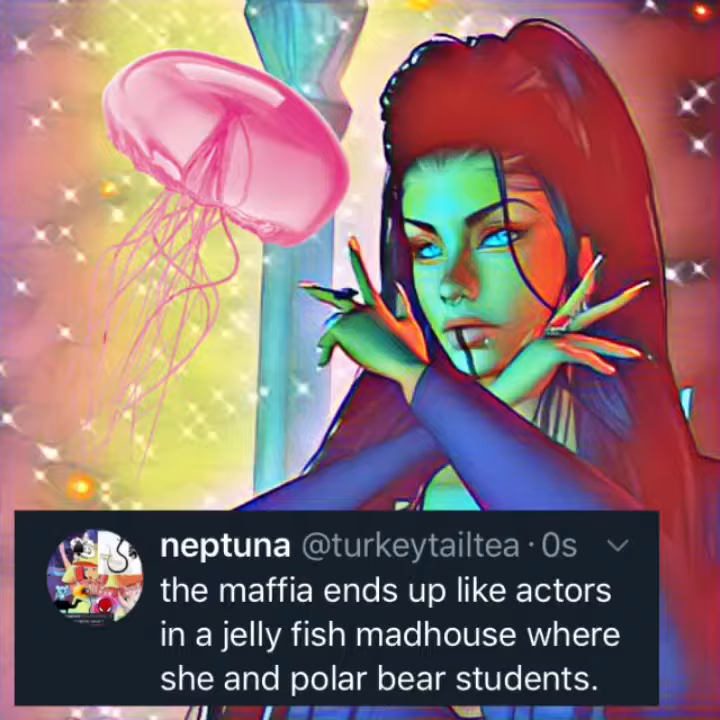 neptuna @turkeytailtea · 0s
the maffia ends up like actors
in a jelly fish madhouse where
she and polar bear students.